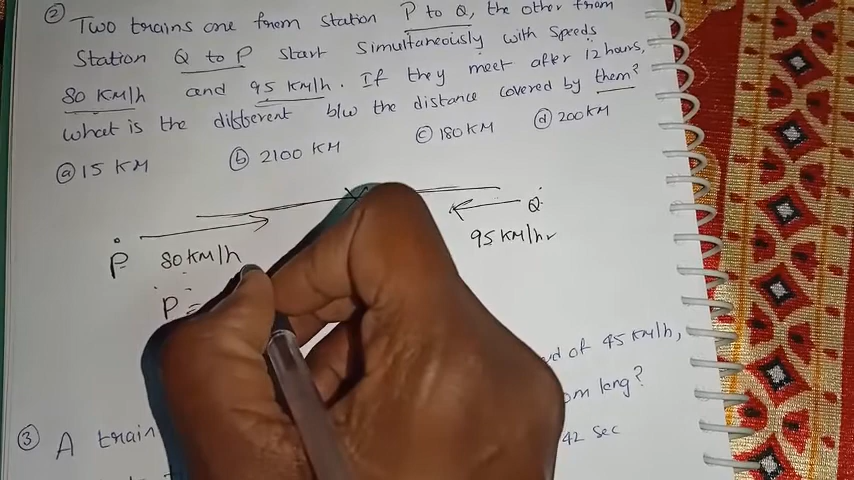 ② Two trains one from station P to Q, the other from
Station Q to P start Simultaneously with speeds
80 KM/h and 95 KM/h. If they meet after 12 hours,
what is the different b/w the distance covered by them?
ⓐ 15 KM ⓑ 2100 KM ⓒ 180 KM ⓓ 200 KM
P 80 KM/h 95 KM/hr Q
P =
of 45 KM/h,
③ A train long?
42 sec